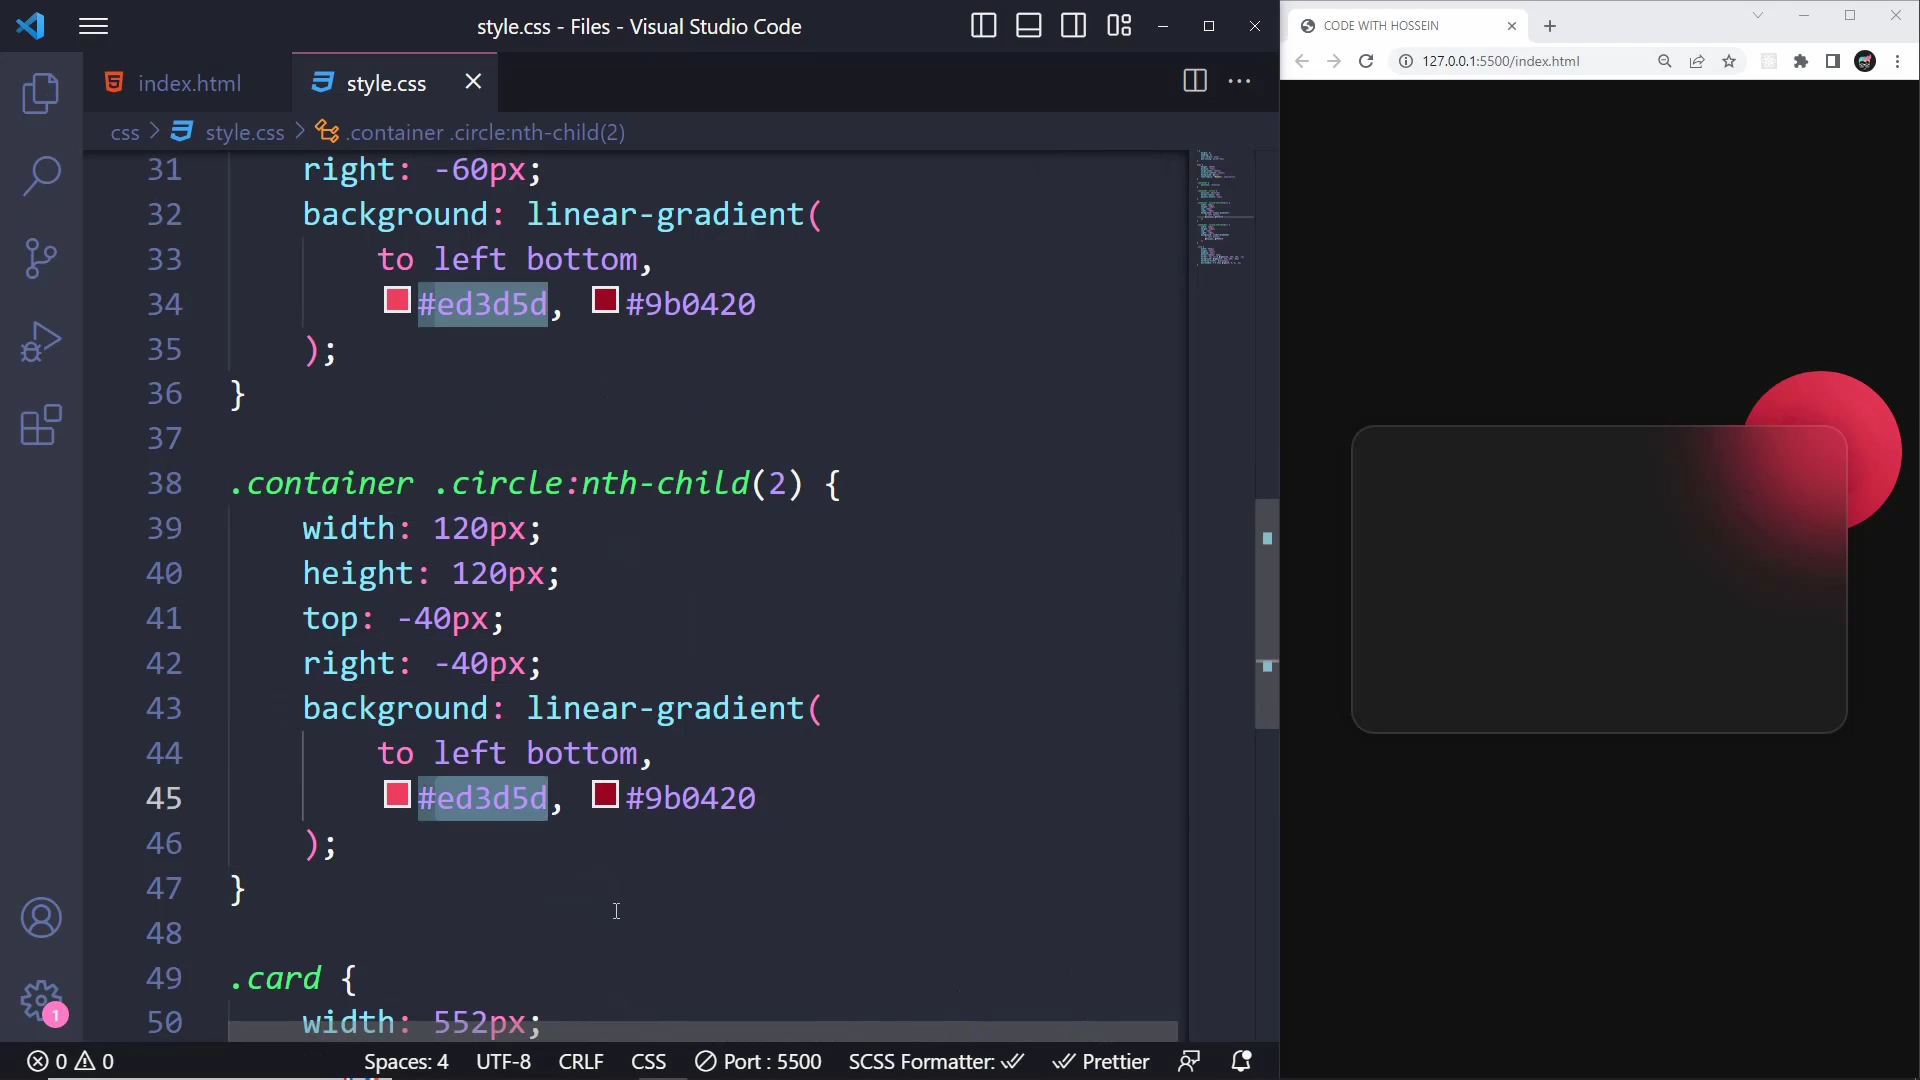 style.css - Files - Visual Studio Code
index.html
style.css
css > style.css > .container .circle:nth-child(2)
31 right: -60px;
32 background: linear-gradient(
33 to left bottom,
34 #ed3d5d, #9b0420
35 );
36 }
37
38 .container .circle:nth-child(2) {
39 width: 120px;
40 height: 120px;
41 top: -40px;
42 right: -40px;
43 background: linear-gradient(
44 to left bottom,
45 #ed3d5d, #9b0420
46 );
47 }
48
49 .card {
50 width: 552px;
1
0 0 Spaces: 4 UTF-8 CRLF CSS Port : 5500 SCSS Formatter: Prettier
CODE WITH HOSSEIN
127.0.0.1:5500/index.html